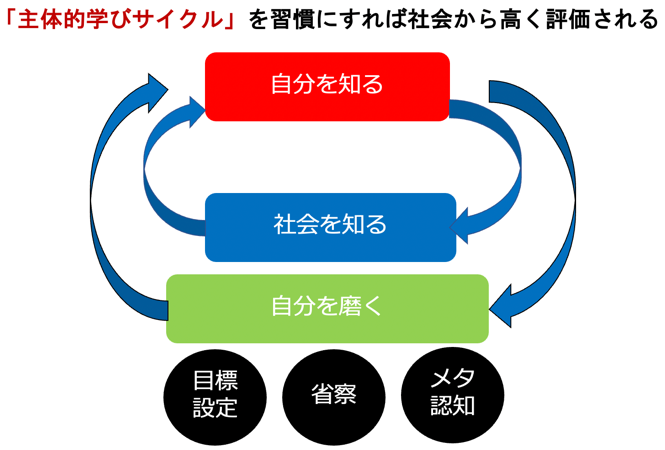 「主体的学びサイクル」を習慣にすれば社会から高く評価される
自分を知る
社会を知る
自分を磨く
目標
設定
省察
メタ
認知